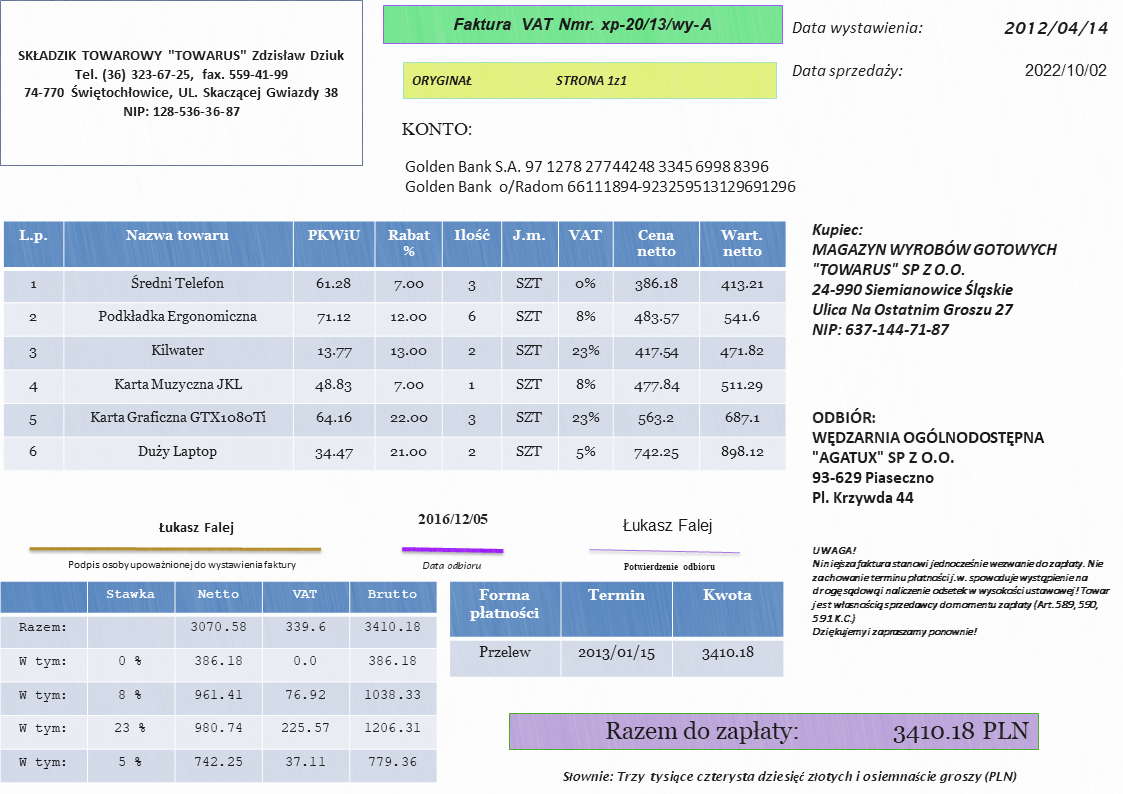 SKŁADZIK TOWAROWY "TOWARUS" Zdzisław Dziuk
Tel. (36) 323-67-25, fax. 559-41-99
74-770 Świętochłowice, UL. Skaczącej Gwiazdy 38
NIP: 128-536-36-87
Faktura VAT Nmr. xp-20/13/wy-A
ORYGINAŁ STRONA 1z1
Data wystawienia: 2012/04/14
Data sprzedaży: 2022/10/02
KONTO:
Golden Bank S.A. 97 1278 27744248 3345 6998 8396
Golden Bank o/Radom 66111894-923259513129691296
L.p. Nazwa towaru PKWiU Rabat % Ilość J.m. VAT Cena netto Wart. netto
1 Średni Telefon 61.28 7.00 3 SZT 0% 386.18 413.21
2 Podkładka Ergonomiczna 71.12 12.00 6 SZT 8% 483.57 541.6
3 Kilwater 13.77 13.00 2 SZT 23% 417.54 471.82
4 Karta Muzyczna JKL 48.83 7.00 1 SZT 8% 477.84 511.29
5 Karta Graficzna GTX1080Ti 64.16 22.00 3 SZT 23% 563.2 687.1
6 Duży Laptop 34.47 21.00 2 SZT 5% 742.25 898.12
Kupiec:
MAGAZYN WYROBÓW GOTOWYCH
"TOWARUS" SP Z O.O.
24-990 Siemianowice Śląskie
Ulica Na Ostatnim Groszu 27
NIP: 637-144-71-87
ODBIÓR:
WĘDZARNIA OGÓLNODOSTĘPNA
"AGATUX" SP Z O.O.
93-629 Piaseczno
Pl. Krzywda 44
Łukasz Falej
Podpis osoby upoważnionej do wystawienia faktury
2016/12/05
Data odbioru
Łukasz Falej
Potwierdzenie odbioru
UWAGA!
Niniejsza faktura stanowi jednocześnie wezwanie do zapłaty. Nie
zachowanie terminu płatności j.w. spowoduje wystąpienie na
drogę sądową i naliczenie odsetek w wysokości ustawowej! Towar
jest własnością sprzedawcy do momentu zapłaty (Art. 589, 590,
591 K.C.)
Dziękujemy i zapraszamy ponownie!
Stawka Netto VAT Brutto
Razem: 3070.58 339.6 3410.18
W tym: 0 % 386.18 0.0 386.18
W tym: 8 % 961.41 76.92 1038.33
W tym: 23 % 980.74 225.57 1206.31
W tym: 5 % 742.25 37.11 779.36
Forma płatności Termin Kwota
Przelew 2013/01/15 3410.18
Razem do zapłaty: 3410.18 PLN
Słownie: Trzy tysiące czterysta dziesięć złotych i osiemnaście groszy (PLN)